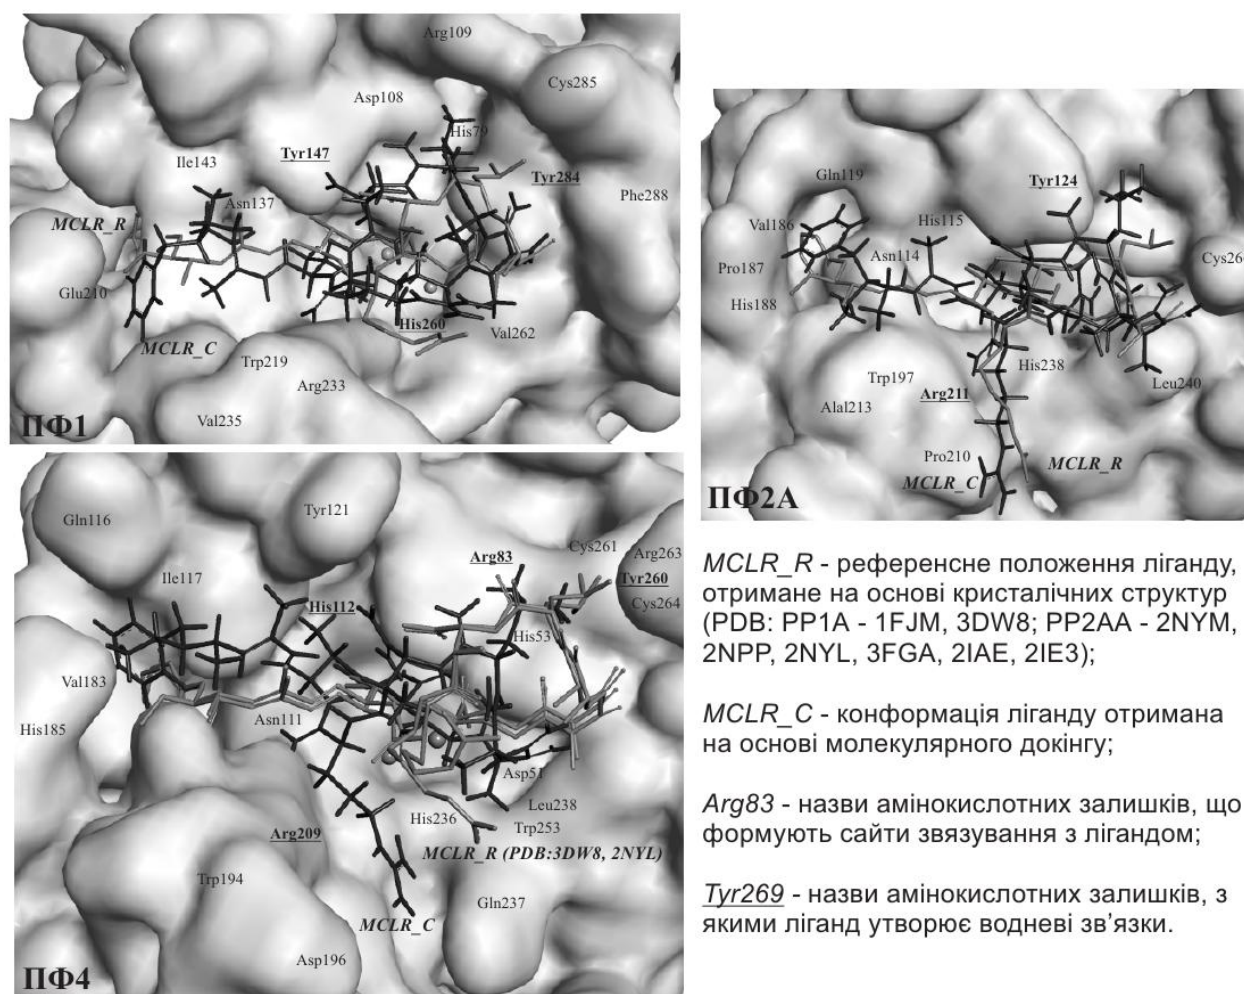 Arg109
Cys285
Asp108
His79
Ile143
Tyr147
Tyr284
Phe288
Asn137
MCLR_R
Glu210
His260
Val262
MCLR_C
Trp219
Arg233
Val235
ПФ1
Gln119
Tyr124
Val186
His115
Asn114
Cys26
Pro187
His188
Trp197
His238
Leu240
Arg211
Alal213
Pro210
MCLR_R
MCLR_C
ПФ2А
Gln116
Tyr121
Ile117
Arg83
Cys261
Arg263
Tyr260
Cys264
His112
His53
Val183
His185
Asn111
Asp51
Leu238
His236
Trp253
Arg209
MCLR_R (PDB:3DW8, 2NYL)
Trp194
Gln237
MCLR_C
Asp196
ПФ4
MCLR_R - референсне положення ліганду,
отримане на основі кристалічних структур
(PDB: PP1A - 1FJM, 3DW8; PP2AA - 2NYM,
2NPP, 2NYL, 3FGA, 2IAE, 2IE3);
MCLR_C - конформація ліганду отримана
на основі молекулярного докінгу;
Arg83 - назви амінокислотних залишків, що
формують сайти звязування з лігандом;
Tyr269 - назви амінокислотних залишків, з
якими ліганд утворює водневі зв’язки.